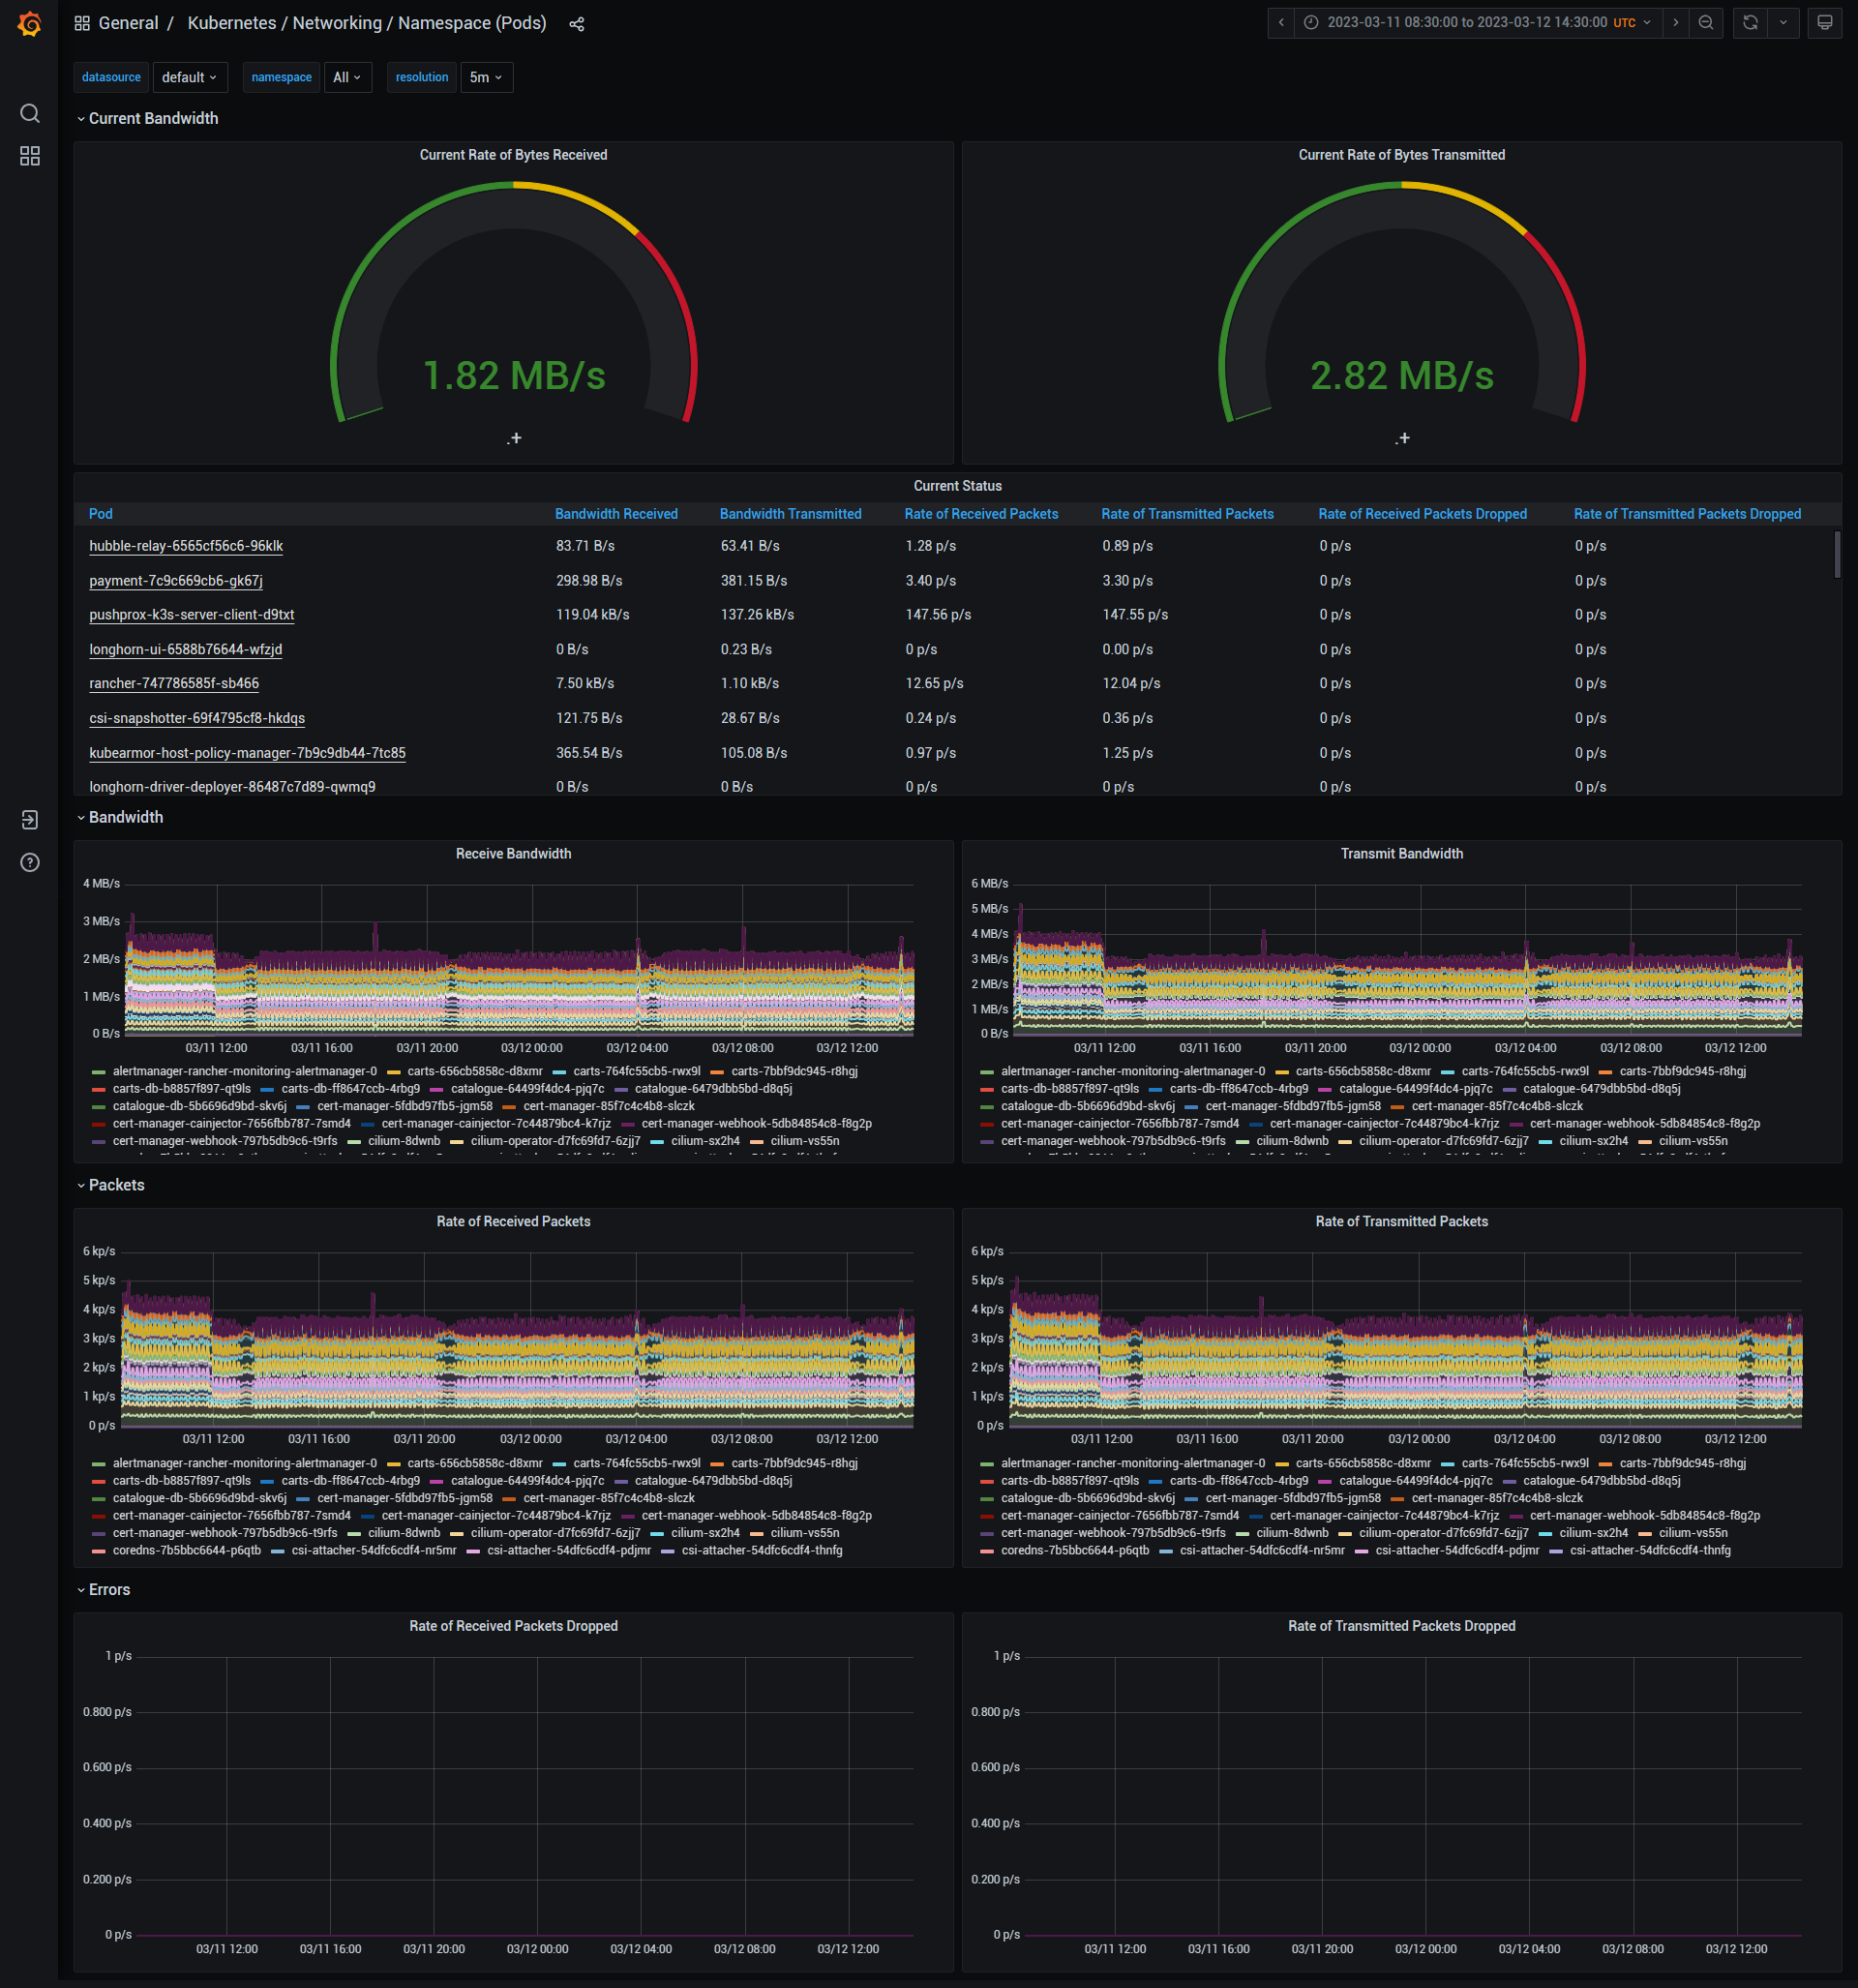 General / Kubernetes / Networking / Namespace (Pods)
2023-03-11 08:30:00 to 2023-03-12 14:30:00 UTC
datasource default namespace All resolution 5m
Current Bandwidth
Current Rate of Bytes Received
1.82 MB/s
.+
Current Rate of Bytes Transmitted
2.82 MB/s
.+
Current Status
Pod Bandwidth Received Bandwidth Transmitted Rate of Received Packets Rate of Transmitted Packets Rate of Received Packets Dropped Rate of Transmitted Packets Dropped
hubble-relay-6565cf56c6-96klk 83.71 B/s 63.41 B/s 1.28 p/s 0.89 p/s 0 p/s 0 p/s
payment-7c9c669cb6-gk67j 298.98 B/s 381.15 B/s 3.40 p/s 3.30 p/s 0 p/s 0 p/s
pushprox-k3s-server-client-d9txt 119.04 kB/s 137.26 kB/s 147.56 p/s 147.55 p/s 0 p/s 0 p/s
longhorn-ui-6588b76644-wfzjd 0 B/s 0.23 B/s 0 p/s 0.00 p/s 0 p/s 0 p/s
rancher-747786585f-sb466 7.50 kB/s 1.10 kB/s 12.65 p/s 12.04 p/s 0 p/s 0 p/s
csi-snapshotter-69f4795cf8-hkdqs 121.75 B/s 28.67 B/s 0.24 p/s 0.36 p/s 0 p/s 0 p/s
kubearmor-host-policy-manager-7b9c9db44-7tc85 365.54 B/s 105.08 B/s 0.97 p/s 1.25 p/s 0 p/s 0 p/s
longhorn-driver-deployer-86487c7d89-qwmq9 0 B/s 0 B/s 0 p/s 0 p/s 0 p/s 0 p/s
Bandwidth
Receive Bandwidth
4 MB/s
3 MB/s
2 MB/s
1 MB/s
0 B/s
03/11 12:00 03/11 16:00 03/11 20:00 03/12 00:00 03/12 04:00 03/12 08:00 03/12 12:00
alertmanager-rancher-monitoring-alertmanager-0 carts-656cb5858c-d8xmr carts-764fc55cb5-rwx9l carts-7bbf9dc945-r8hgj
carts-db-b8857f897-qt9ls carts-db-ff8647ccb-4rbg9 catalogue-64499f4dc4-pjq7c catalogue-6479dbb5bd-d8q5j
catalogue-db-5b6696d9bd-skv6j cert-manager-5fdbd97fb5-jgm58 cert-manager-85f7c4c4b8-slczk
cert-manager-cainjector-7656fbb787-7smd4 cert-manager-cainjector-7c44879bc4-k7rjz cert-manager-webhook-5db84854c8-f8g2p
cert-manager-webhook-797b5db9c6-t9rfs cilium-8dwnb cilium-operator-d7fc69fd7-6zjj7 cilium-sx2h4 cilium-vs55n
Transmit Bandwidth
6 MB/s
5 MB/s
4 MB/s
3 MB/s
2 MB/s
1 MB/s
0 B/s
03/11 12:00 03/11 16:00 03/11 20:00 03/12 00:00 03/12 04:00 03/12 08:00 03/12 12:00
alertmanager-rancher-monitoring-alertmanager-0 carts-656cb5858c-d8xmr carts-764fc55cb5-rwx9l carts-7bbf9dc945-r8hgj
carts-db-b8857f897-qt9ls carts-db-ff8647ccb-4rbg9 catalogue-64499f4dc4-pjq7c catalogue-6479dbb5bd-d8q5j
catalogue-db-5b6696d9bd-skv6j cert-manager-5fdbd97fb5-jgm58 cert-manager-85f7c4c4b8-slczk
cert-manager-cainjector-7656fbb787-7smd4 cert-manager-cainjector-7c44879bc4-k7rjz cert-manager-webhook-5db84854c8-f8g2p
cert-manager-webhook-797b5db9c6-t9rfs cilium-8dwnb cilium-operator-d7fc69fd7-6zjj7 cilium-sx2h4 cilium-vs55n
Packets
Rate of Received Packets
6 kp/s
5 kp/s
4 kp/s
3 kp/s
2 kp/s
1 kp/s
0 p/s
03/11 12:00 03/11 16:00 03/11 20:00 03/12 00:00 03/12 04:00 03/12 08:00 03/12 12:00
alertmanager-rancher-monitoring-alertmanager-0 carts-656cb5858c-d8xmr carts-764fc55cb5-rwx9l carts-7bbf9dc945-r8hgj
carts-db-b8857f897-qt9ls carts-db-ff8647ccb-4rbg9 catalogue-64499f4dc4-pjq7c catalogue-6479dbb5bd-d8q5j
catalogue-db-5b6696d9bd-skv6j cert-manager-5fdbd97fb5-jgm58 cert-manager-85f7c4c4b8-slczk
cert-manager-cainjector-7656fbb787-7smd4 cert-manager-cainjector-7c44879bc4-k7rjz cert-manager-webhook-5db84854c8-f8g2p
cert-manager-webhook-797b5db9c6-t9rfs cilium-8dwnb cilium-operator-d7fc69fd7-6zjj7 cilium-sx2h4 cilium-vs55n
coredns-7b5bbc6644-p6qtb csi-attacher-54dfc6cdf4-nr5mr csi-attacher-54dfc6cdf4-pdjmr csi-attacher-54dfc6cdf4-thnfg
Rate of Transmitted Packets
6 kp/s
5 kp/s
4 kp/s
3 kp/s
2 kp/s
1 kp/s
0 p/s
03/11 12:00 03/11 16:00 03/11 20:00 03/12 00:00 03/12 04:00 03/12 08:00 03/12 12:00
alertmanager-rancher-monitoring-alertmanager-0 carts-656cb5858c-d8xmr carts-764fc55cb5-rwx9l carts-7bbf9dc945-r8hgj
carts-db-b8857f897-qt9ls carts-db-ff8647ccb-4rbg9 catalogue-64499f4dc4-pjq7c catalogue-6479dbb5bd-d8q5j
catalogue-db-5b6696d9bd-skv6j cert-manager-5fdbd97fb5-jgm58 cert-manager-85f7c4c4b8-slczk
cert-manager-cainjector-7656fbb787-7smd4 cert-manager-cainjector-7c44879bc4-k7rjz cert-manager-webhook-5db84854c8-f8g2p
cert-manager-webhook-797b5db9c6-t9rfs cilium-8dwnb cilium-operator-d7fc69fd7-6zjj7 cilium-sx2h4 cilium-vs55n
coredns-7b5bbc6644-p6qtb csi-attacher-54dfc6cdf4-nr5mr csi-attacher-54dfc6cdf4-pdjmr csi-attacher-54dfc6cdf4-thnfg
Errors
Rate of Received Packets Dropped
1 p/s
0.800 p/s
0.600 p/s
0.400 p/s
0.200 p/s
0 p/s
03/11 12:00 03/11 16:00 03/11 20:00 03/12 00:00 03/12 04:00 03/12 08:00 03/12 12:00
Rate of Transmitted Packets Dropped
1 p/s
0.800 p/s
0.600 p/s
0.400 p/s
0.200 p/s
0 p/s
03/11 12:00 03/11 16:00 03/11 20:00 03/12 00:00 03/12 04:00 03/12 08:00 03/12 12:00